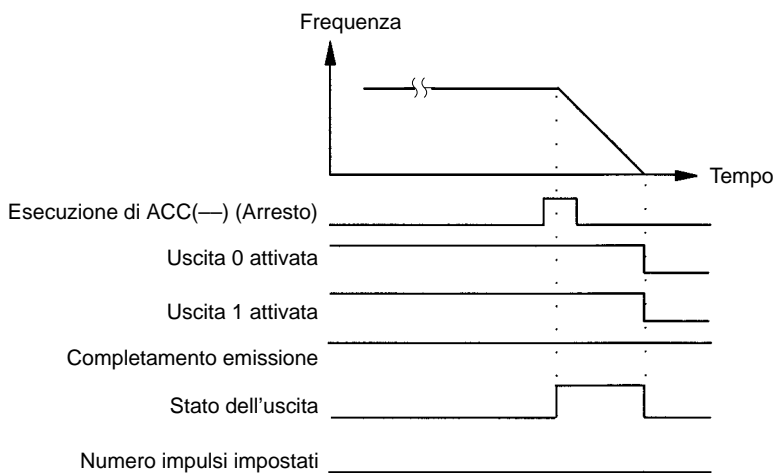 Frequenza
Tempo
Esecuzione di ACC(––) (Arresto)
Uscita 0 attivata
Uscita 1 attivata
Completamento emissione
Stato dell'uscita
Numero impulsi impostati